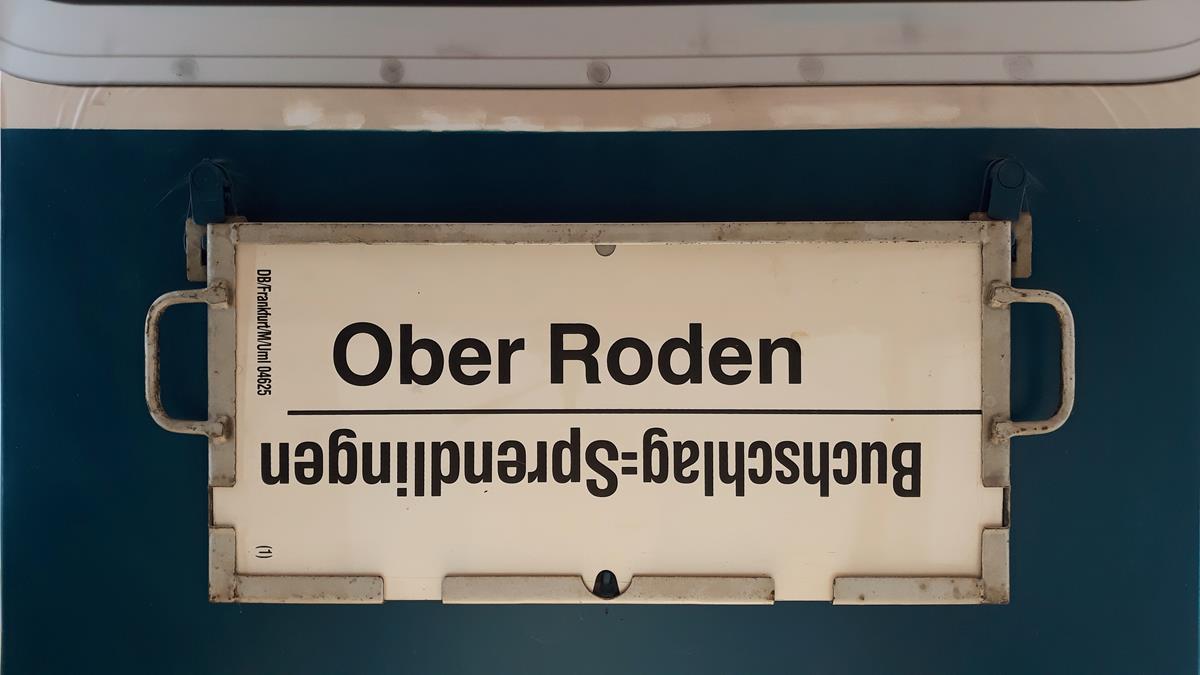 Ober Roden
Buchschlag=Sprendlingen
DB/Frankfurt/M/Uml 04625
(1)